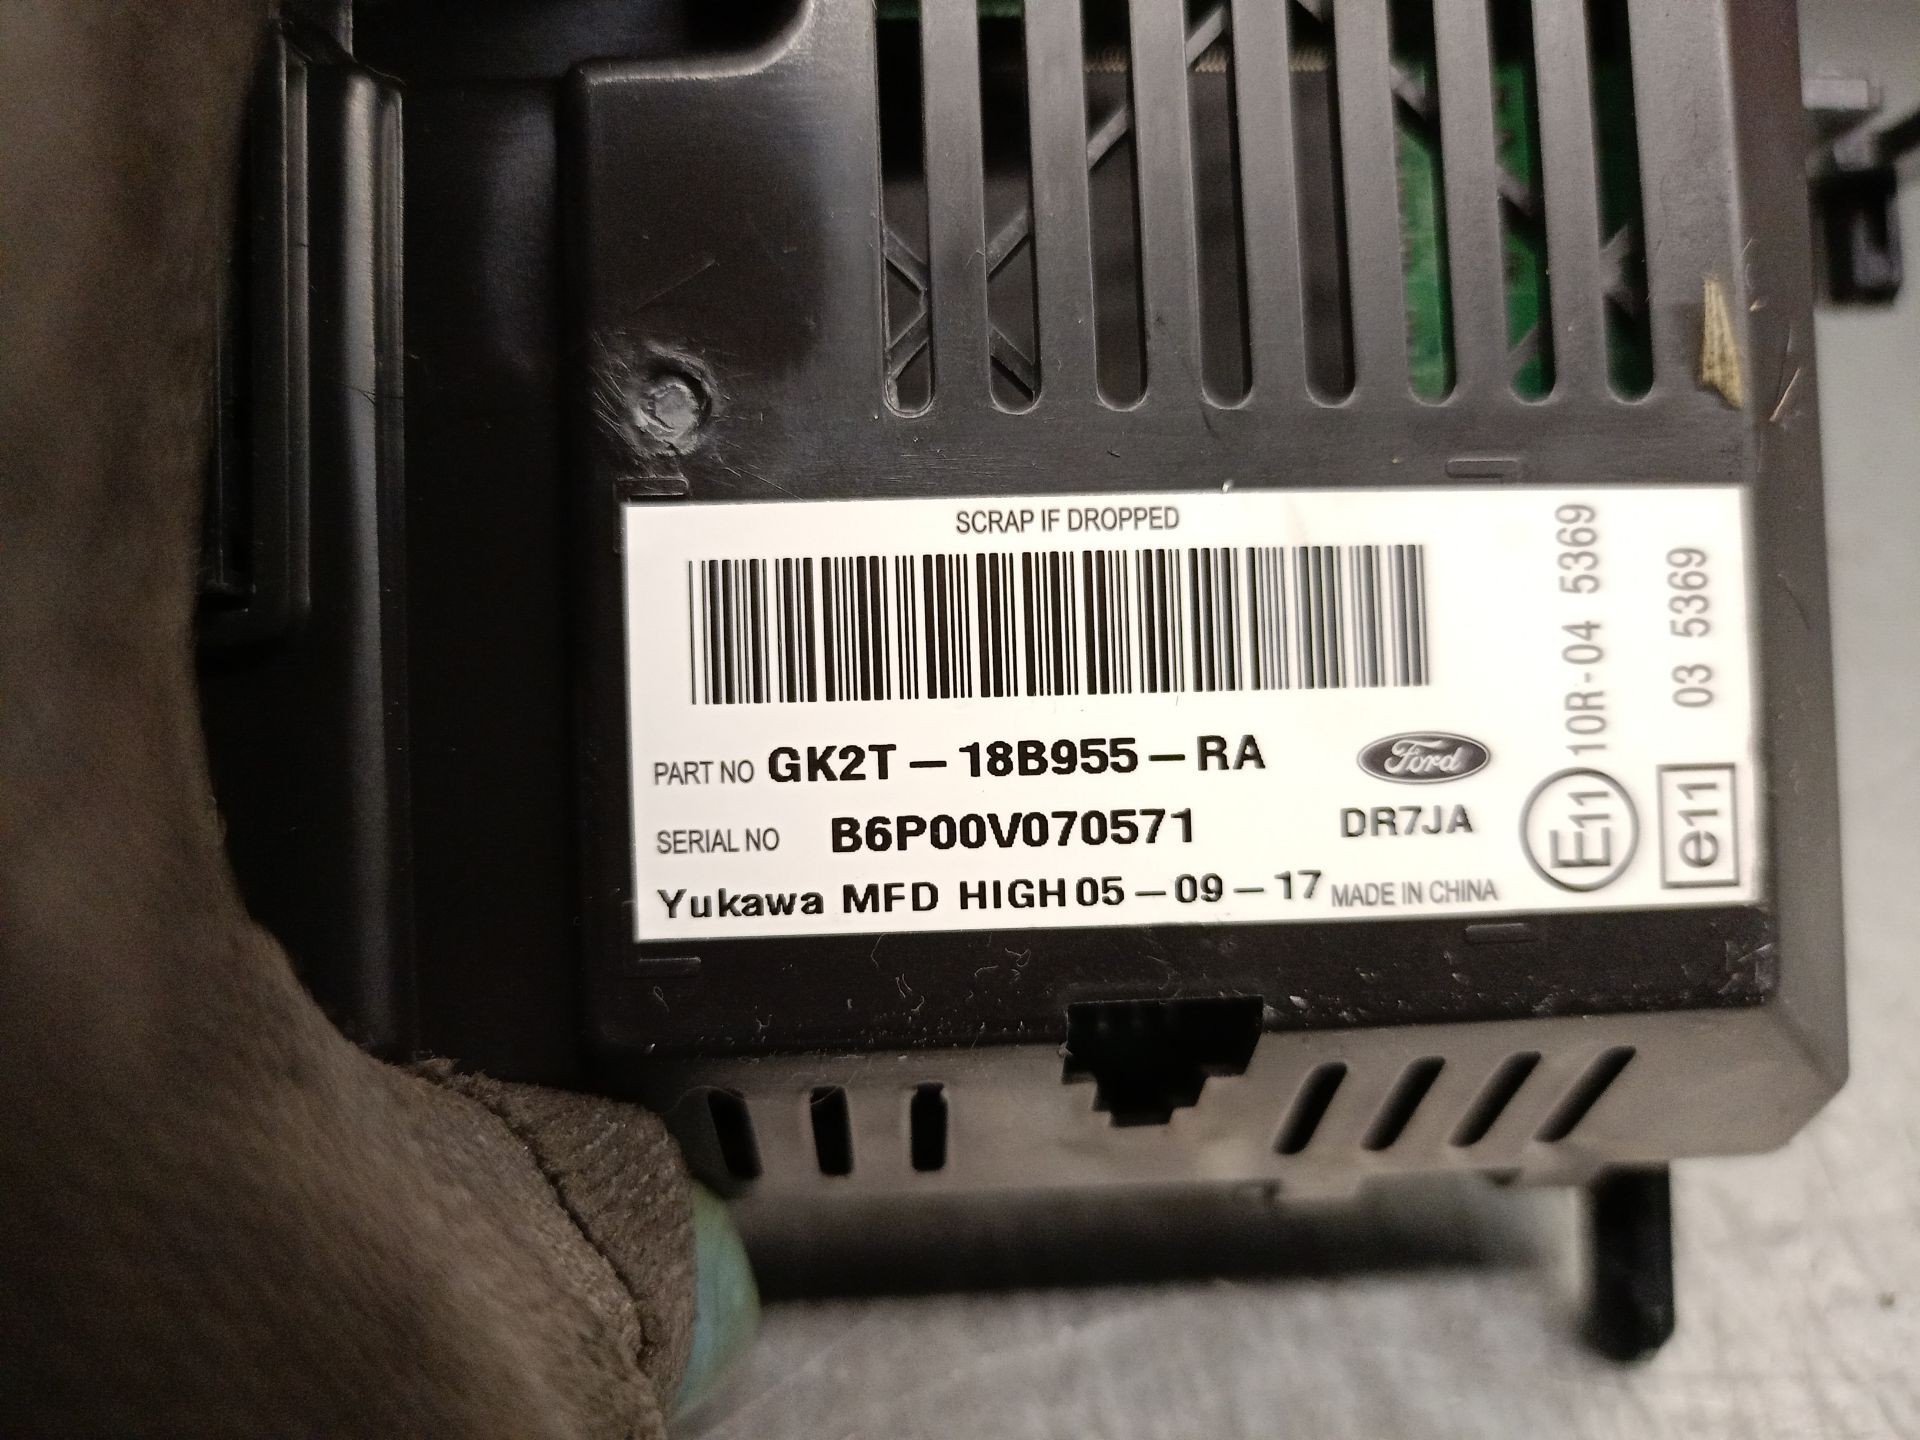 SCRAP IF DROPPED
PART NO GK2T-18B955-RA
Ford
SERIAL NO B6P00V070571 DR7JA
Yukawa MFD HIGH 05-09-17 MADE IN CHINA
E11 10R-04 5369
e11 03 5369